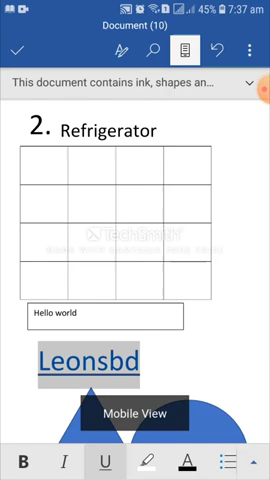 45% 7:37 am
Document (10)
This document contains ink, shapes an...
2. Refrigerator
TechSmith
Hello world
Leonsbd
Mobile View
B I U A